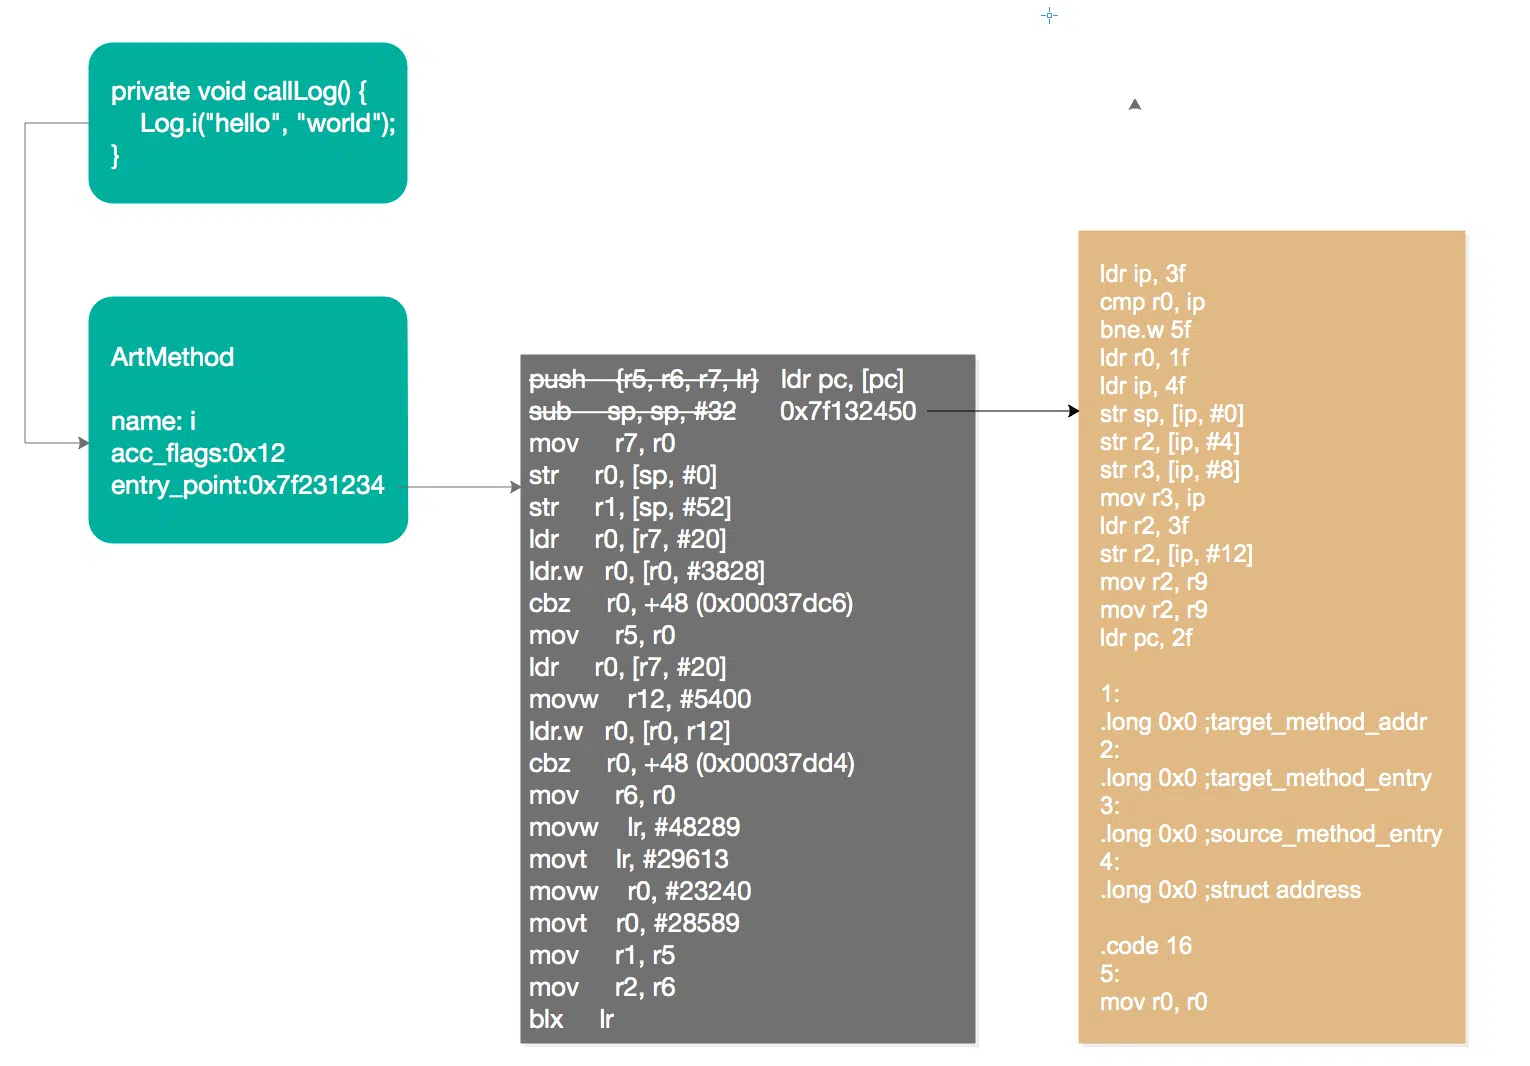 private void callLog() {
Log.i("hello", "world");
}
ArtMethod
name: i
acc_flags:0x12
entry_point:0x7f231234
push {r5, r6, r7, lr} ldr pc, [pc]
sub sp, sp, #32 0x7f132450
mov r7, r0
str r0, [sp, #0]
str r1, [sp, #52]
ldr r0, [r7, #20]
ldr.w r0, [r0, #3828]
cbz r0, +48 (0x00037dc6)
mov r5, r0
ldr r0, [r7, #20]
movw r12, #5400
ldr.w r0, [r0, r12]
cbz r0, +48 (0x00037dd4)
mov r6, r0
movw lr, #48289
movt lr, #29613
movw r0, #23240
movt r0, #28589
mov r1, r5
mov r2, r6
blx lr
ldr ip, 3f
cmp r0, ip
bne.w 5f
ldr r0, 1f
ldr ip, 4f
str sp, [ip, #0]
str r2, [ip, #4]
str r3, [ip, #8]
mov r3, ip
ldr r2, 3f
str r2, [ip, #12]
mov r2, r9
mov r2, r9
ldr pc, 2f
1:
.long 0x0 ;target_method_addr
2:
.long 0x0 ;target_method_entry
3:
.long 0x0 ;source_method_entry
4:
.long 0x0 ;struct address
.code 16
5:
mov r0, r0